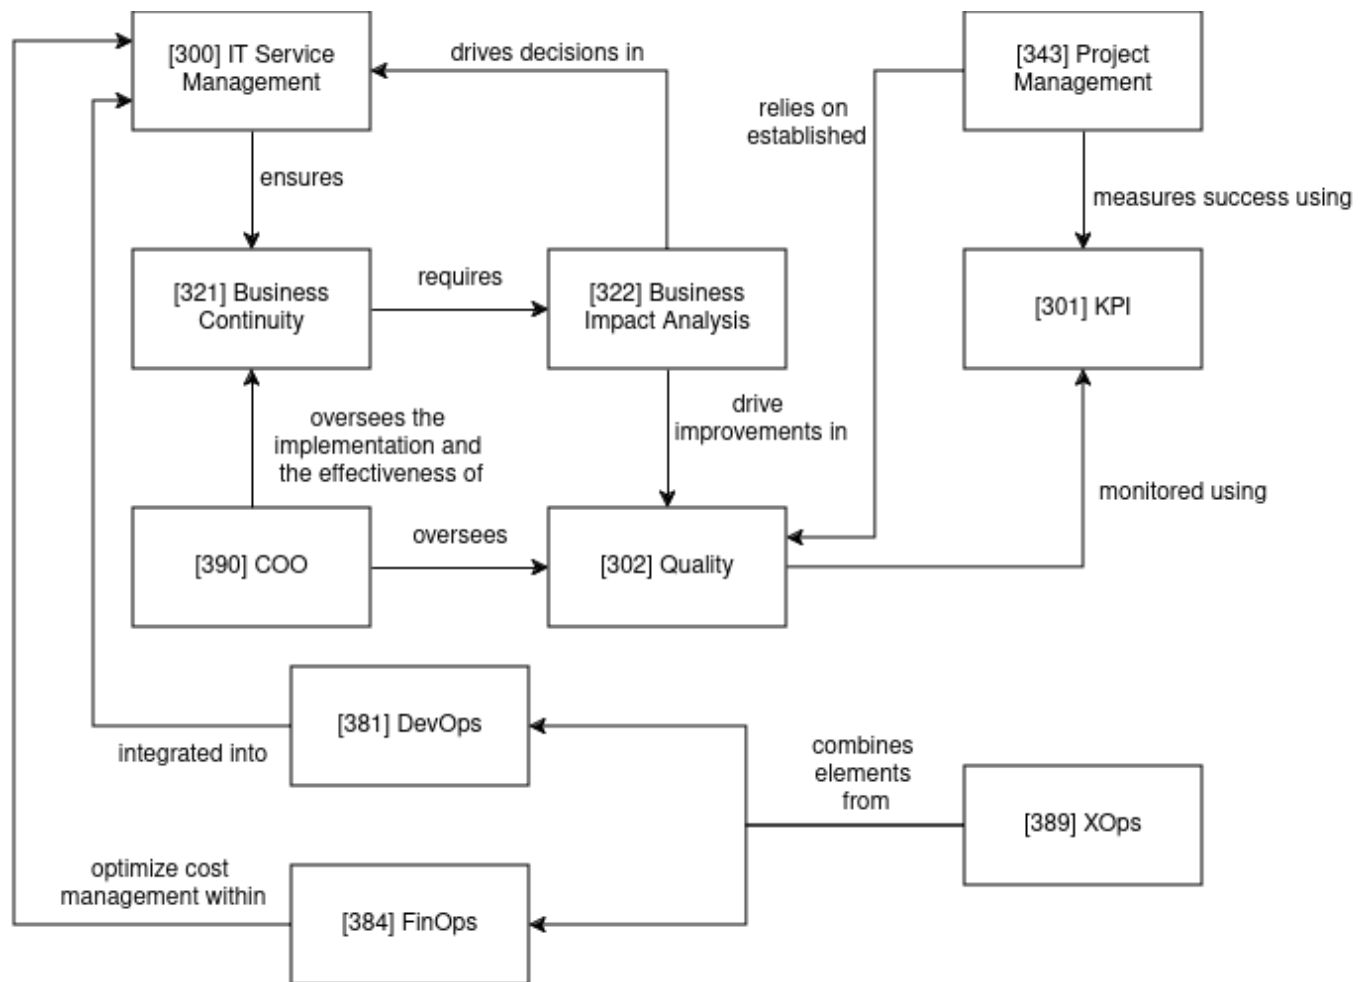 [300] IT Service
Management
drives decisions in
[343] Project
Management
relies on
established
ensures
measures success using
[321] Business
Continuity
requires
[322] Business
Impact Analysis
[301] KPI
oversees the
implementation and
the effectiveness of
drive
improvements in
monitored using
[390] COO
oversees
[302] Quality
[381] DevOps
integrated into
combines
elements
from
[389] XOps
optimize cost
management within
[384] FinOps